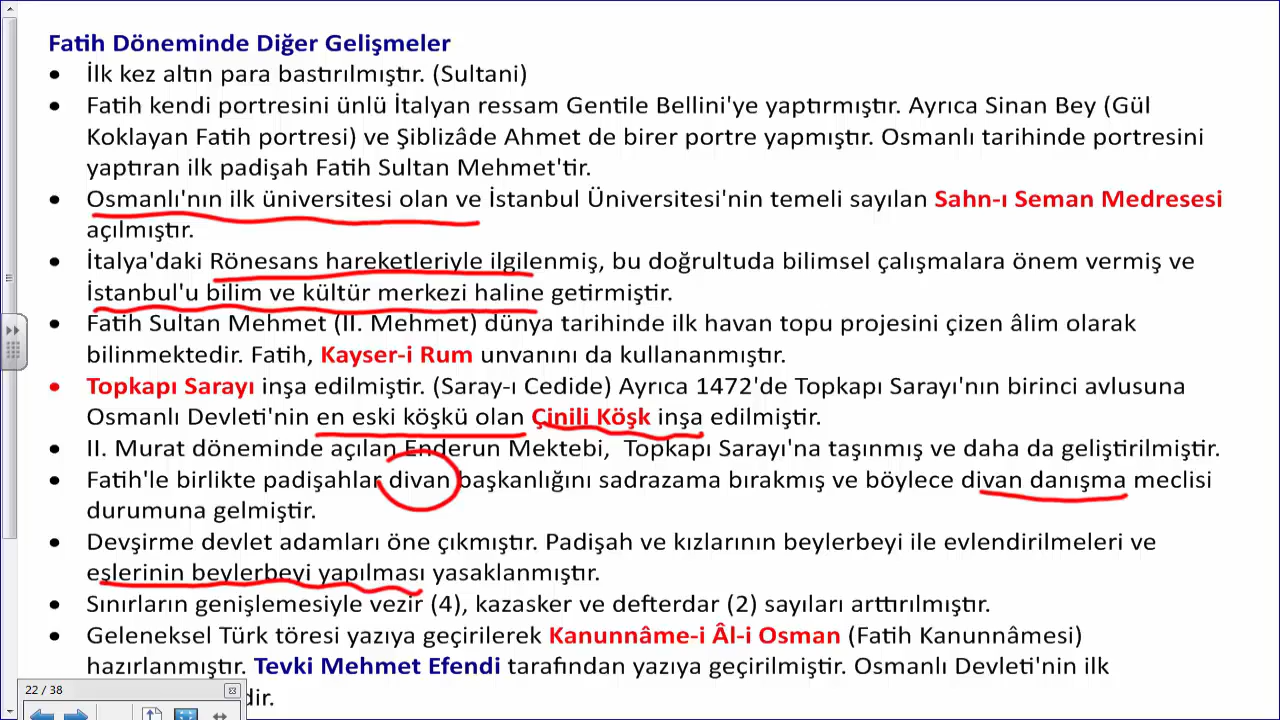 Fatih Döneminde Diğer Gelişmeler
• İlk kez altın para bastırılmıştır. (Sultani)
• Fatih kendi portresini ünlü İtalyan ressam Gentile Bellini'ye yaptırmıştır. Ayrıca Sinan Bey (Gül
Koklayan Fatih portresi) ve Şiblizâde Ahmet de birer portre yapmıştır. Osmanlı tarihinde portresini
yaptıran ilk padişah Fatih Sultan Mehmet'tir.
• Osmanlı'nın ilk üniversitesi olan ve İstanbul Üniversitesi'nin temeli sayılan Sahn-ı Seman Medresesi
açılmıştır.
• İtalya'daki Rönesans hareketleriyle ilgilenmiş, bu doğrultuda bilimsel çalışmalara önem vermiş ve
İstanbul'u bilim ve kültür merkezi haline getirmiştir.
• Fatih Sultan Mehmet (II. Mehmet) dünya tarihinde ilk havan topu projesini çizen âlim olarak
bilinmektedir. Fatih, Kayser-i Rum unvanını da kullananmıştır.
• Topkapı Sarayı inşa edilmiştir. (Saray-ı Cedide) Ayrıca 1472'de Topkapı Sarayı'nın birinci avlusuna
Osmanlı Devleti'nin en eski köşkü olan Çinili Köşk inşa edilmiştir.
• II. Murat döneminde açılan Enderun Mektebi, Topkapı Sarayı'na taşınmış ve daha da geliştirilmiştir.
• Fatih'le birlikte padişahlar divan başkanlığını sadrazama bırakmış ve böylece divan danışma meclisi
durumuna gelmiştir.
• Devşirme devlet adamları öne çıkmıştır. Padişah ve kızlarının beylerbeyi ile evlendirilmeleri ve
eşlerinin beylerbeyi yapılması yasaklanmıştır.
• Sınırların genişlemesiyle vezir (4), kazasker ve defterdar (2) sayıları arttırılmıştır.
• Geleneksel Türk töresi yazıya geçirilerek Kanunnâme-i Âl-i Osman (Fatih Kanunnâmesi)
hazırlanmıştır. Tevki Mehmet Efendi tarafından yazıya geçirilmiştir. Osmanlı Devleti'nin ilk
dir.
22 / 38